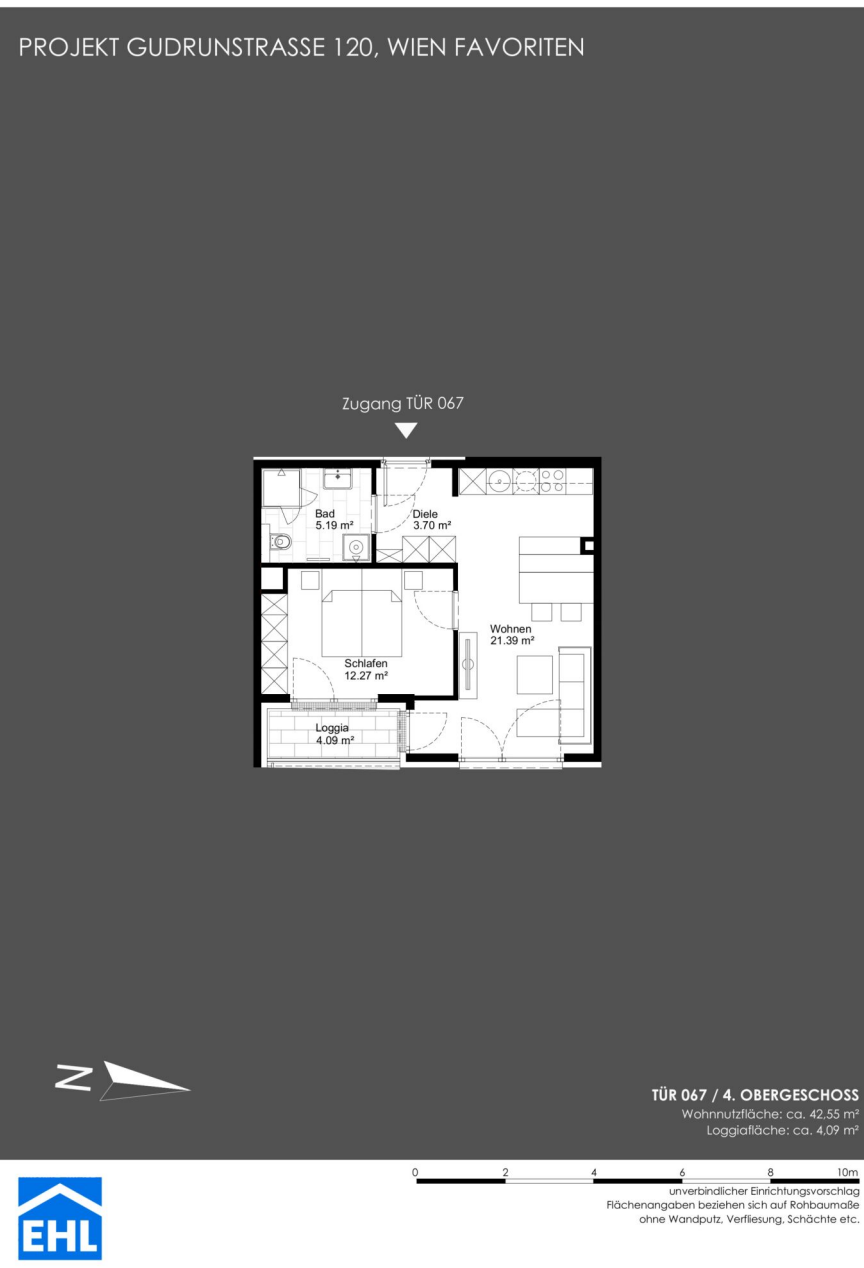 PROJEKT GUDRUNSTRASSE 120, WIEN FAVORITEN
Zugang TÜR 067
Bad
5.19 m²
Diele
3.70 m²
Wohnen
21.39 m²
Schlafen
12.27 m²
Loggia
4.09 m²
N
TÜR 067 / 4. OBERGESCHOSS
Wohnnutzfläche: ca. 42,55 m²
Loggiafläche: ca. 4,09 m²
0 2 4 6 8 10m
unverbindlicher Einrichtungsvorschlag
Flächenangaben beziehen sich auf Rohbaumaße
ohne Wandputz, Verfliesung, Schächte etc.
EHL